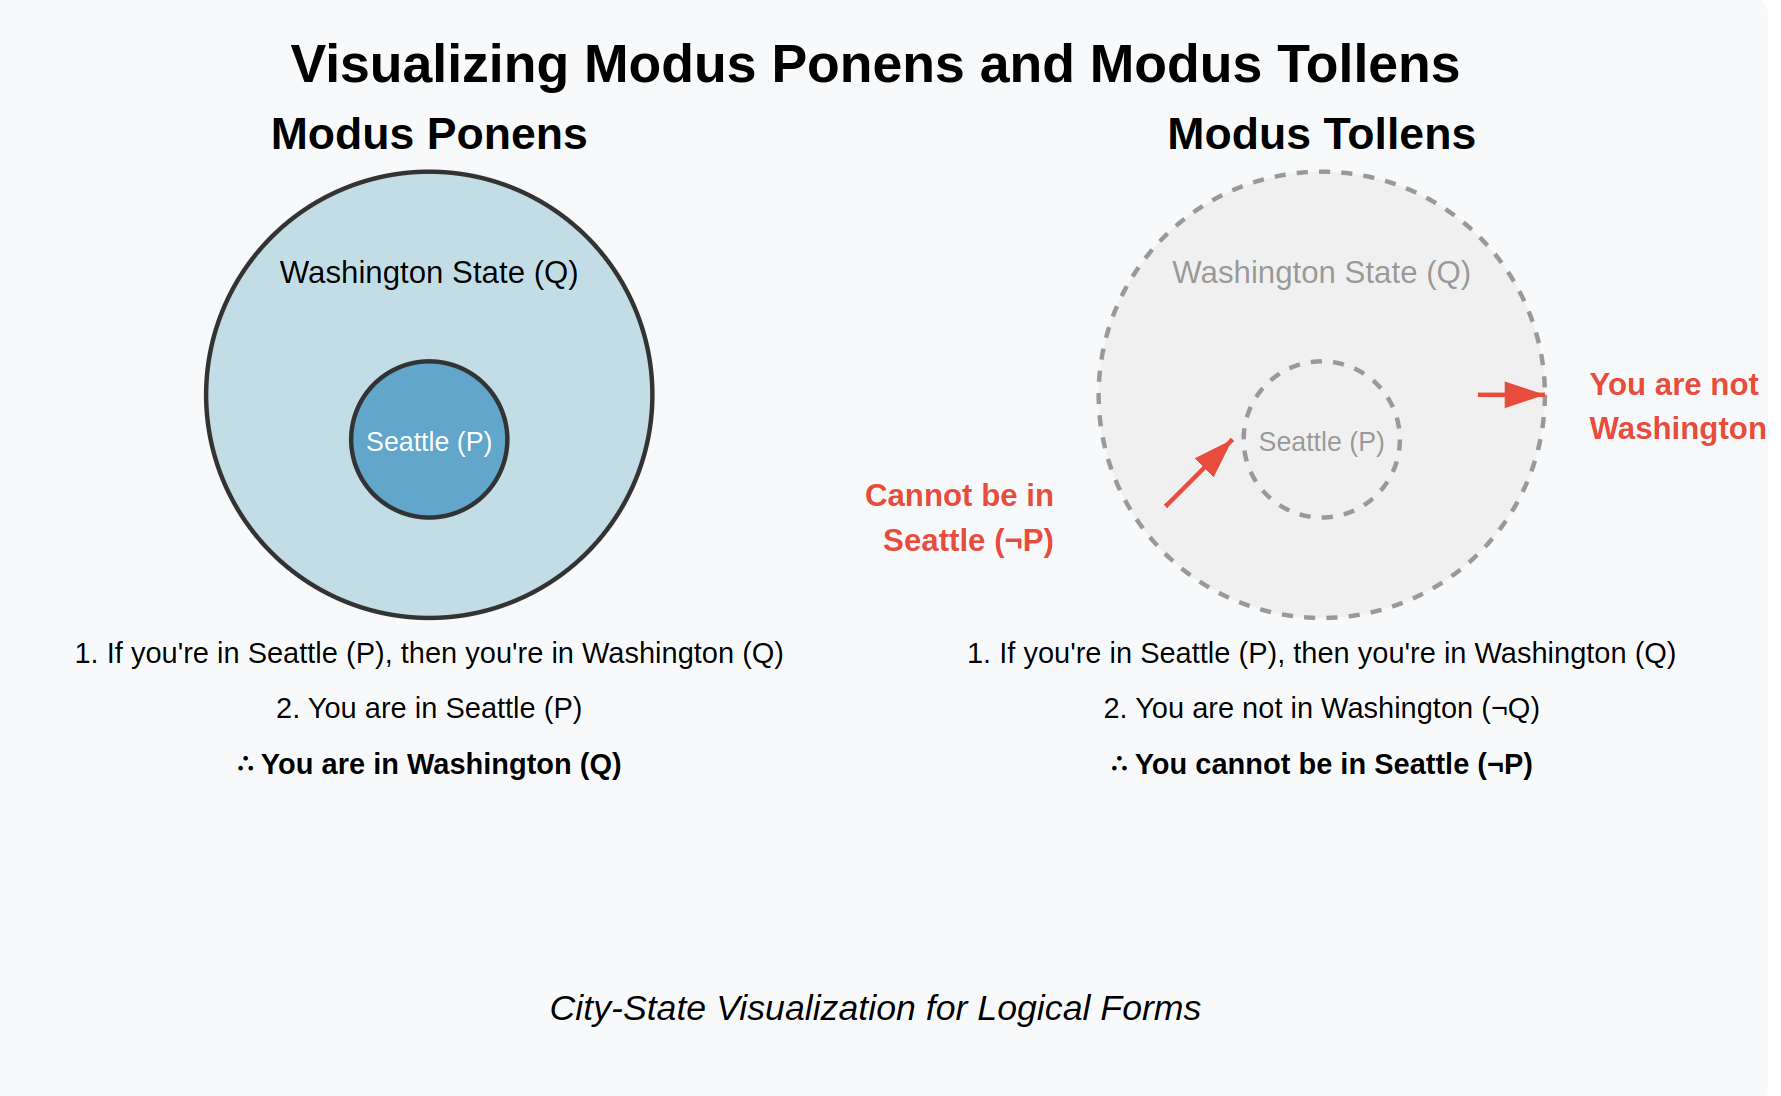 Visualizing Modus Ponens and Modus Tollens
Modus Ponens
Washington State (Q)
Seattle (P)
1. If you're in Seattle (P), then you're in Washington (Q)
2. You are in Seattle (P)
∴ You are in Washington (Q)
Modus Tollens
Washington State (Q)
Seattle (P)
You are not
Washington
Cannot be in
Seattle (¬P)
1. If you're in Seattle (P), then you're in Washington (Q)
2. You are not in Washington (¬Q)
∴ You cannot be in Seattle (¬P)
City-State Visualization for Logical Forms